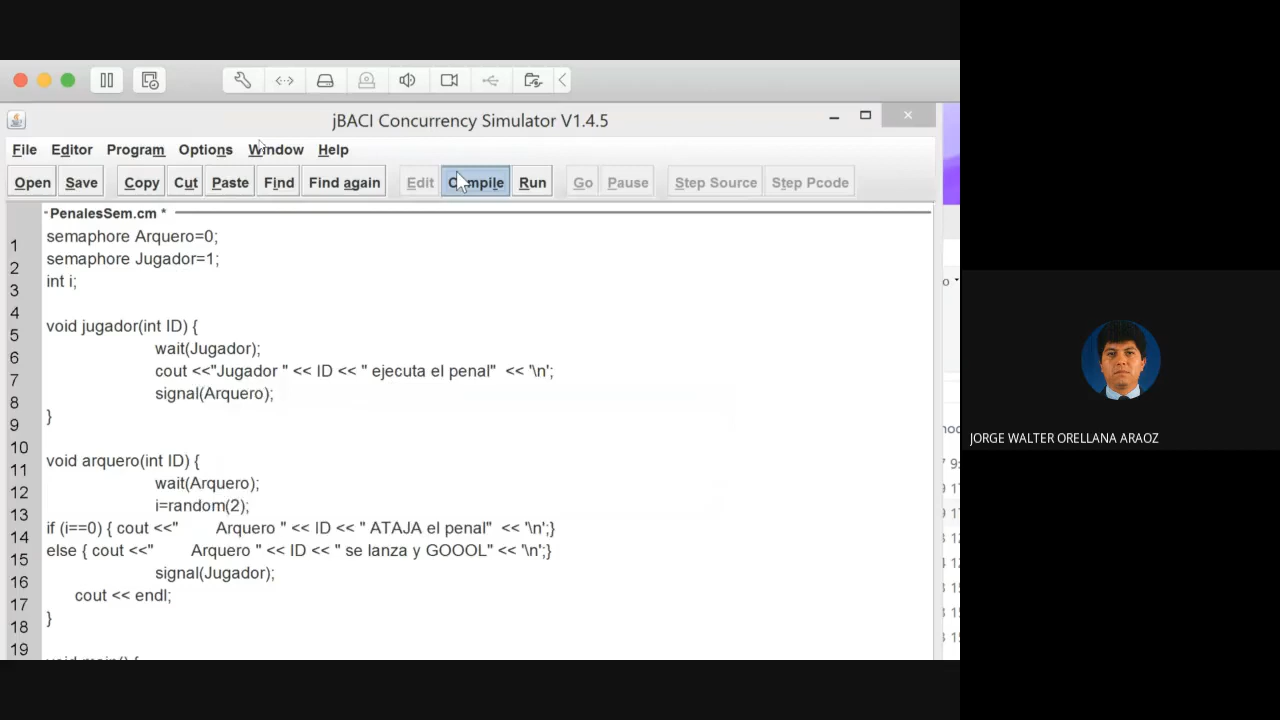 jBACI Concurrency Simulator V1.4.5
File Editor Program Options Window Help
Open Save Copy Cut Paste Find Find again Edit Compile Run Go Pause Step Source Step Pcode
PenalesSem.cm *
1 semaphore Arquero=0;
2 semaphore Jugador=1;
3 int i;
4
5 void jugador(int ID) {
6 wait(Jugador);
7 cout <<"Jugador " << ID << " ejecuta el penal" << '\n';
8 signal(Arquero);
9 }
10
11 void arquero(int ID) {
12 wait(Arquero);
13 i=random(2);
14 if (i==0) { cout <<" Arquero " << ID << " ATAJA el penal" << '\n';}
15 else { cout <<" Arquero " << ID << " se lanza y GOOOL" << '\n';}
16 signal(Jugador);
17 cout << endl;
18 }
19
void main() {
JORGE WALTER ORELLANA ARAOZ